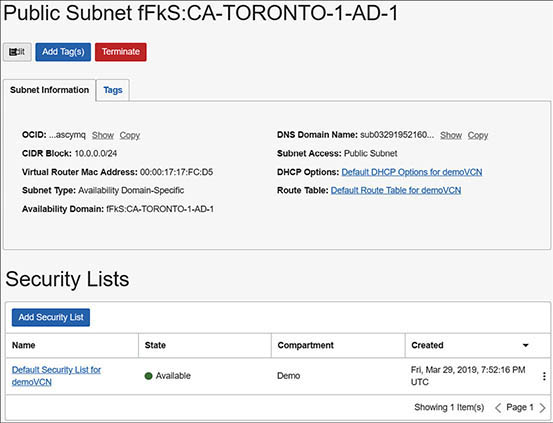 Public Subnet fFkS:CA-TORONTO-1-AD-1
Edit Add Tag(s) Terminate
Subnet Information Tags
OCID: ...ascymq Show Copy
DNS Domain Name: sub03291952160... Show Copy
CIDR Block: 10.0.0.0/24
Subnet Access: Public Subnet
Virtual Router Mac Address: 00:00:17:17:FC:D5
DHCP Options: Default DHCP Options for demoVCN
Subnet Type: Availability Domain-Specific
Route Table: Default Route Table for demoVCN
Availability Domain: fFkS:CA-TORONTO-1-AD-1
Security Lists
Add Security List
Name State Compartment Created
Default Security List for demoVCN Available Demo Fri, Mar 29, 2019, 7:52:16 PM UTC
Showing 1 Item(s) < Page 1 >